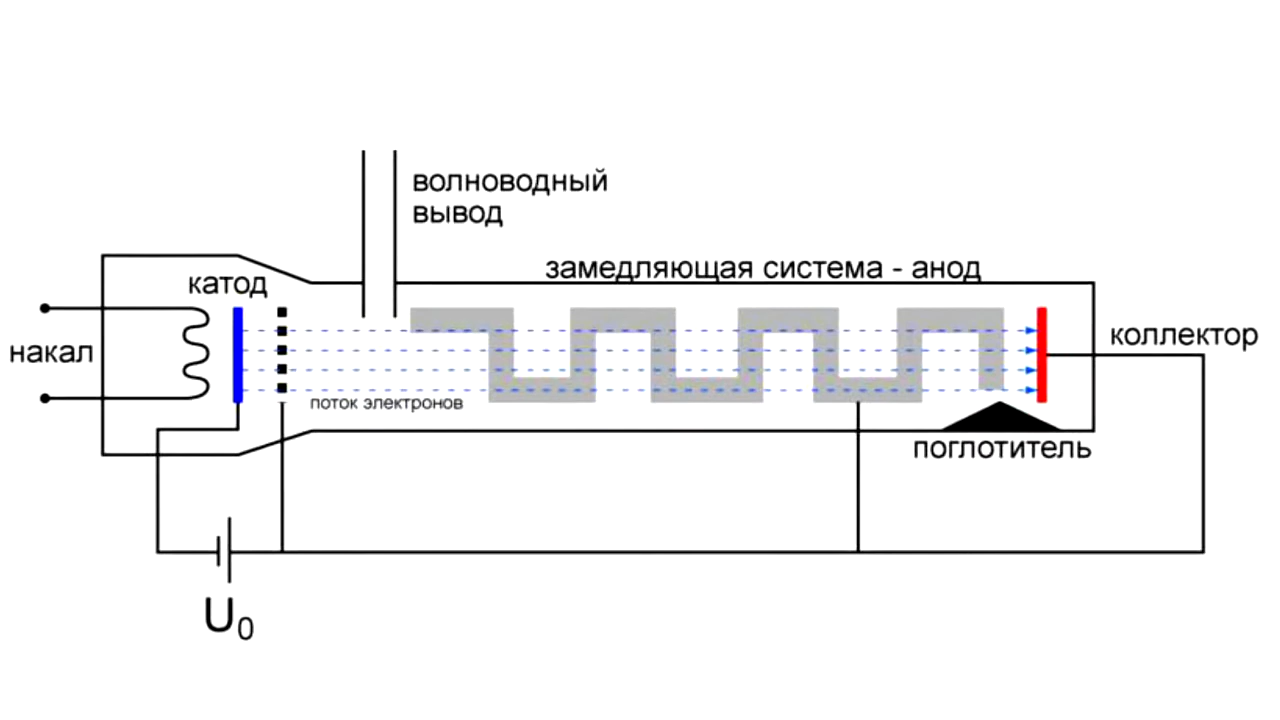 волноводный
вывод
замедляющая система - анод
катод
накал
коллектор
поток электронов
поглотитель
U₀